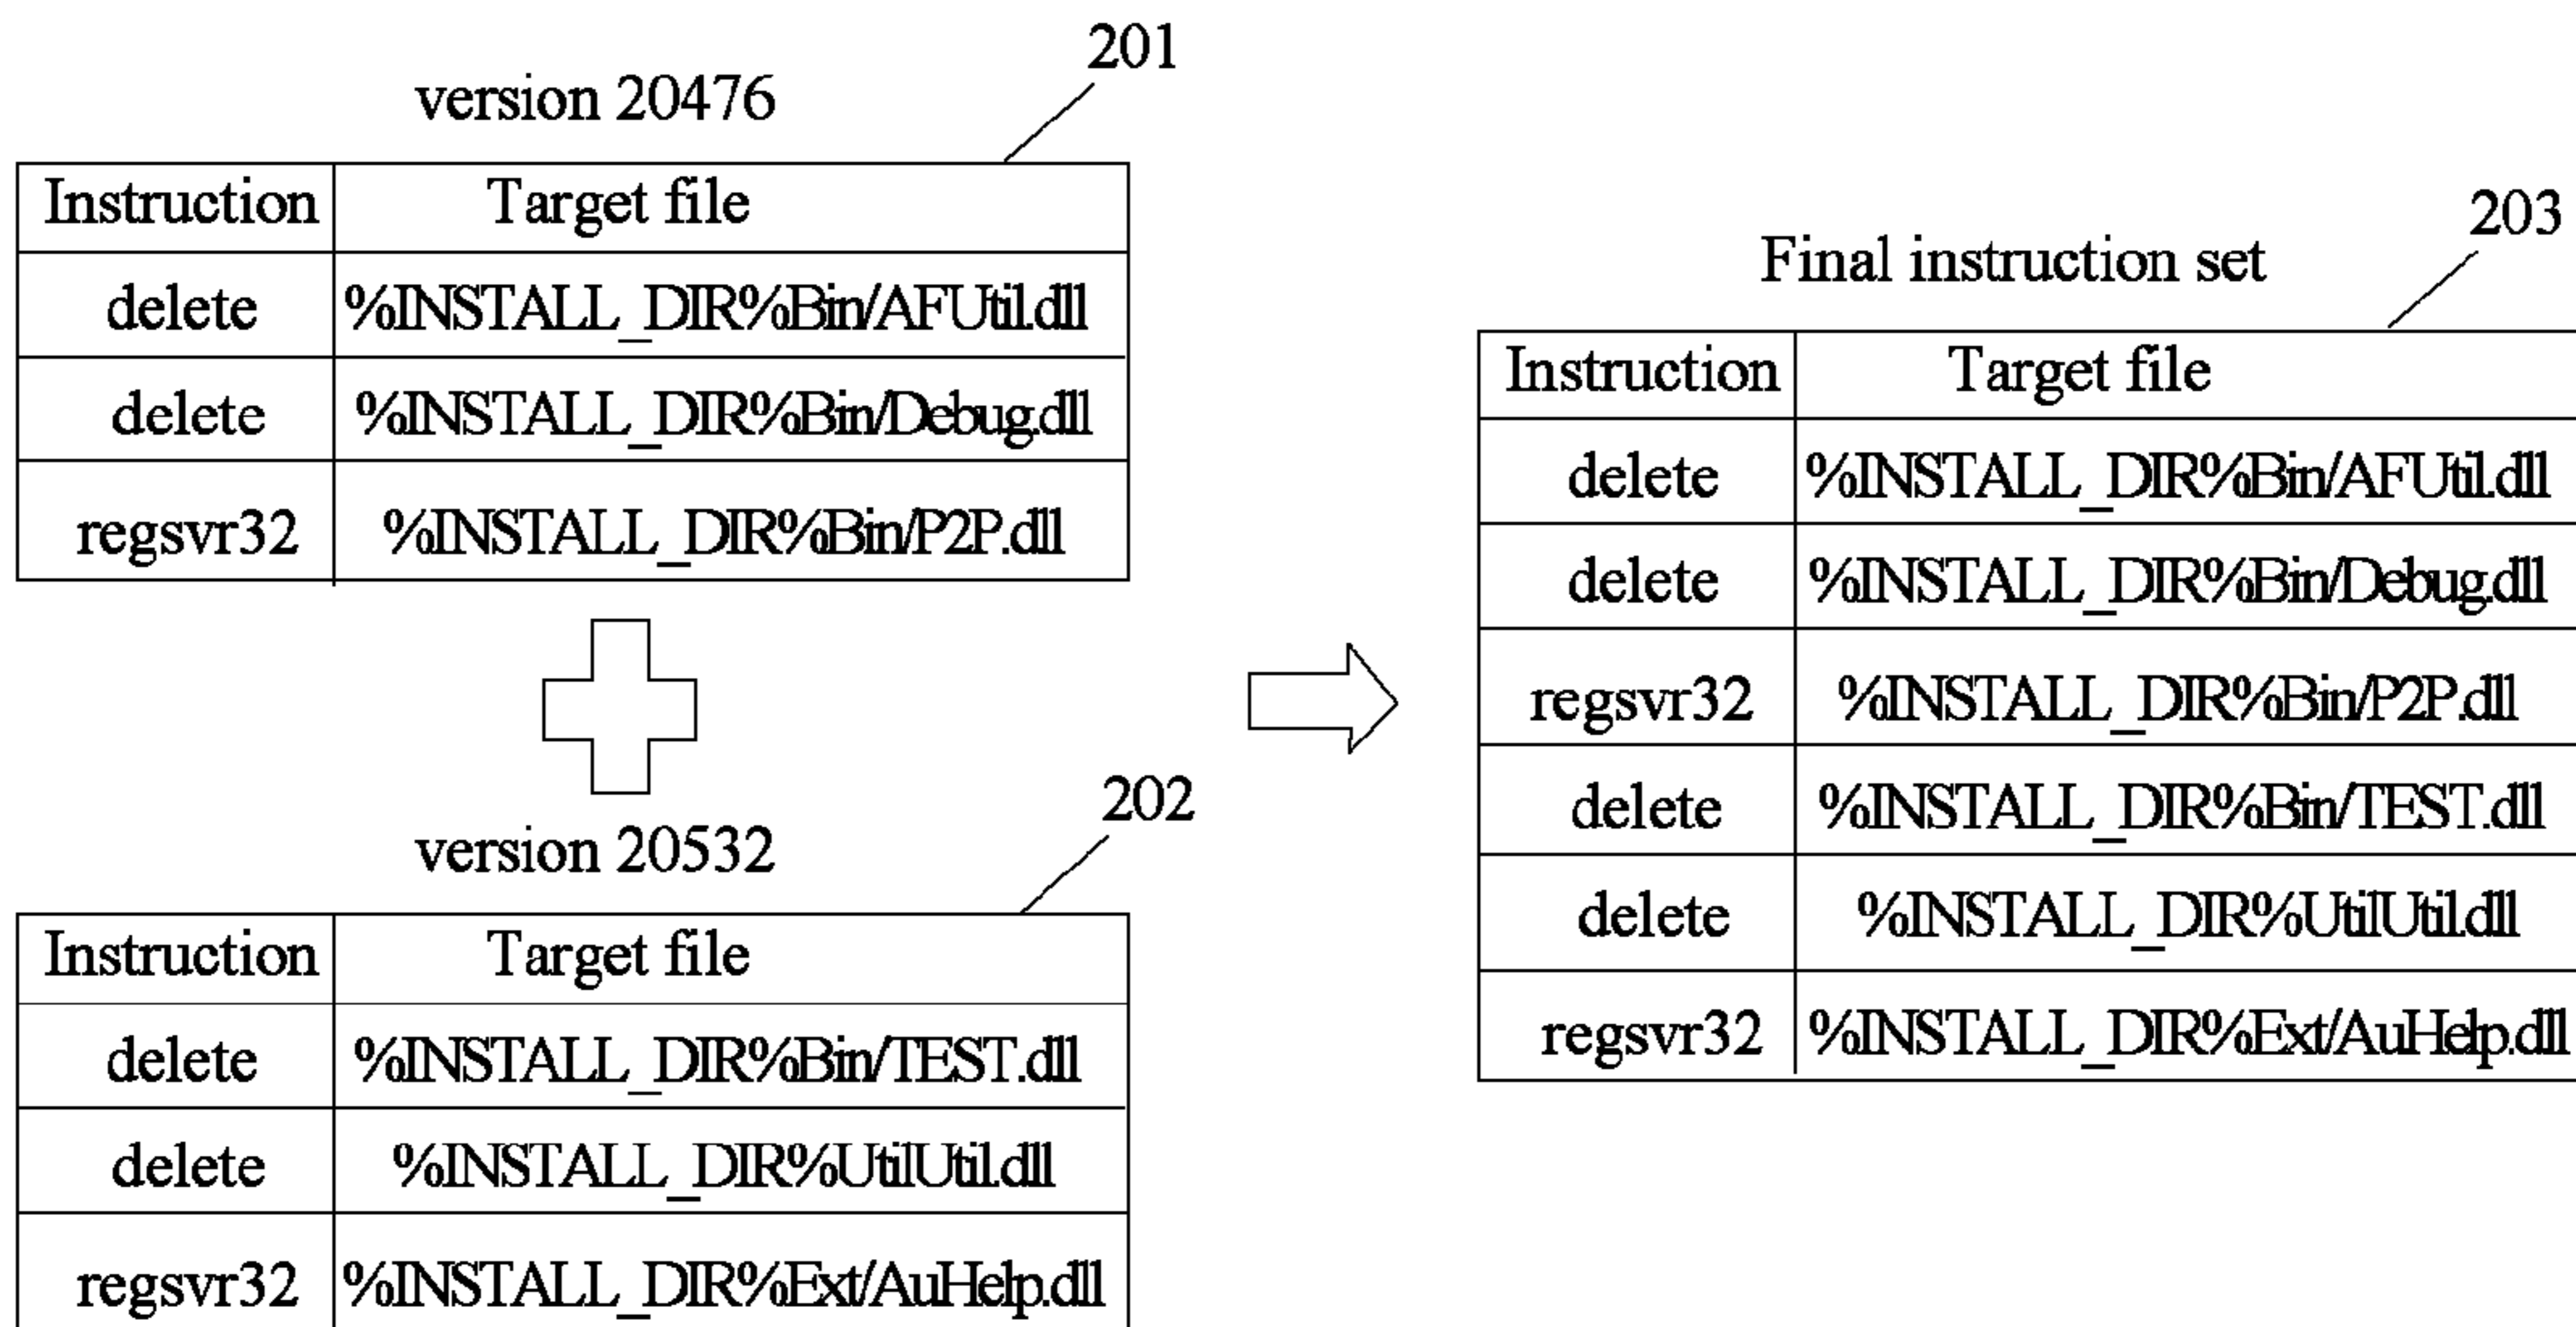 201
version 20476
Instruction Target file
delete %INSTALL_DIR%Bin/AFUtil.dll
delete %INSTALL_DIR%Bin/Debug.dll
regsvr32 %INSTALL_DIR%Bin/P2P.dll
202
version 20532
Instruction Target file
delete %INSTALL_DIR%Bin/TEST.dll
delete %INSTALL_DIR%UtilUtil.dll
regsvr32 %INSTALL_DIR%Ext/AuHelp.dll
203
Final instruction set
Instruction Target file
delete %INSTALL_DIR%Bin/AFUtil.dll
delete %INSTALL_DIR%Bin/Debug.dll
regsvr32 %INSTALL_DIR%Bin/P2P.dll
delete %INSTALL_DIR%Bin/TEST.dll
delete %INSTALL_DIR%UtilUtil.dll
regsvr32 %INSTALL_DIR%Ext/AuHelp.dll